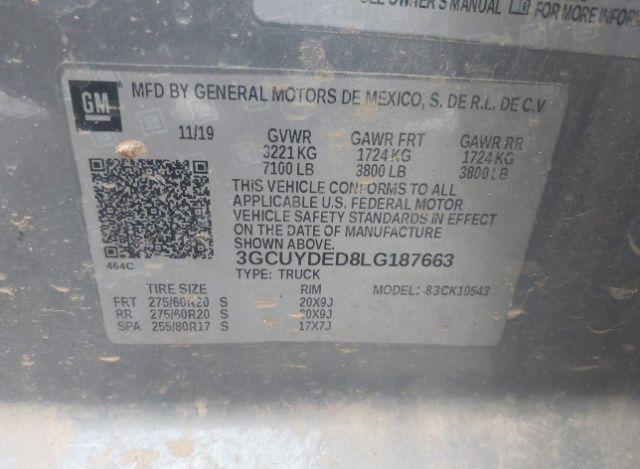 SEE OWNER'S MANUAL FOR MORE INFOR
GM
MFD BY GENERAL MOTORS DE MEXICO, S. DE R.L. DE C.V.
11/19 GVWR GAWR FRT GAWR RR
3221 KG 1724 KG 1724 KG
7100 LB 3800 LB 3800 LB
THIS VEHICLE CONFORMS TO ALL
APPLICABLE U.S. FEDERAL MOTOR
VEHICLE SAFETY STANDARDS IN EFFECT
ON THE DATE OF MANUFACTURE
SHOWN ABOVE.
464C 3GCUYDED8LG187663
TYPE: TRUCK
TIRE SIZE RIM MODEL: 83CK10543
FRT 275/60R20 S 20X9J
RR 275/60R20 S 20X9J
SPA 255/80R17 S 17X7J